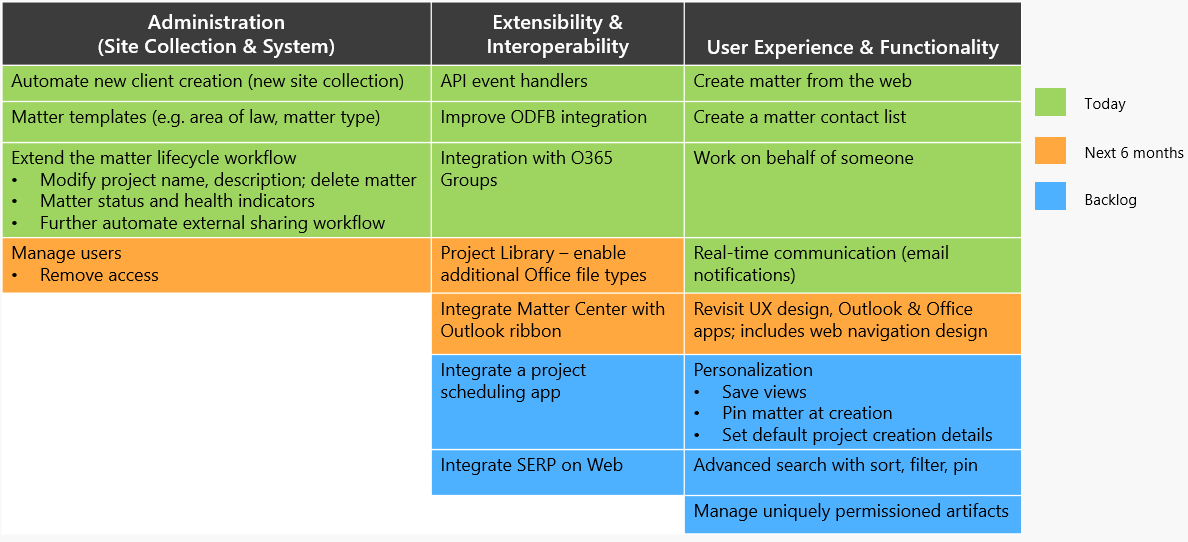 Administration
(Site Collection & System)
Extensibility &
Interoperability
User Experience & Functionality
Automate new client creation (new site collection)
API event handlers
Create matter from the web
Matter templates (e.g. area of law, matter type)
Improve ODFB integration
Create a matter contact list
Extend the matter lifecycle workflow
• Modify project name, description; delete matter
• Matter status and health indicators
• Further automate external sharing workflow
Integration with O365
Groups
Work on behalf of someone
Manage users
• Remove access
Project Library – enable
additional Office file types
Real-time communication (email
notifications)
Integrate Matter Center with
Outlook ribbon
Revisit UX design, Outlook & Office
apps; includes web navigation design
Integrate a project
scheduling app
Personalization
• Save views
• Pin matter at creation
• Set default project creation details
Integrate SERP on Web
Advanced search with sort, filter, pin
Manage uniquely permissioned artifacts
Today
Next 6 months
Backlog